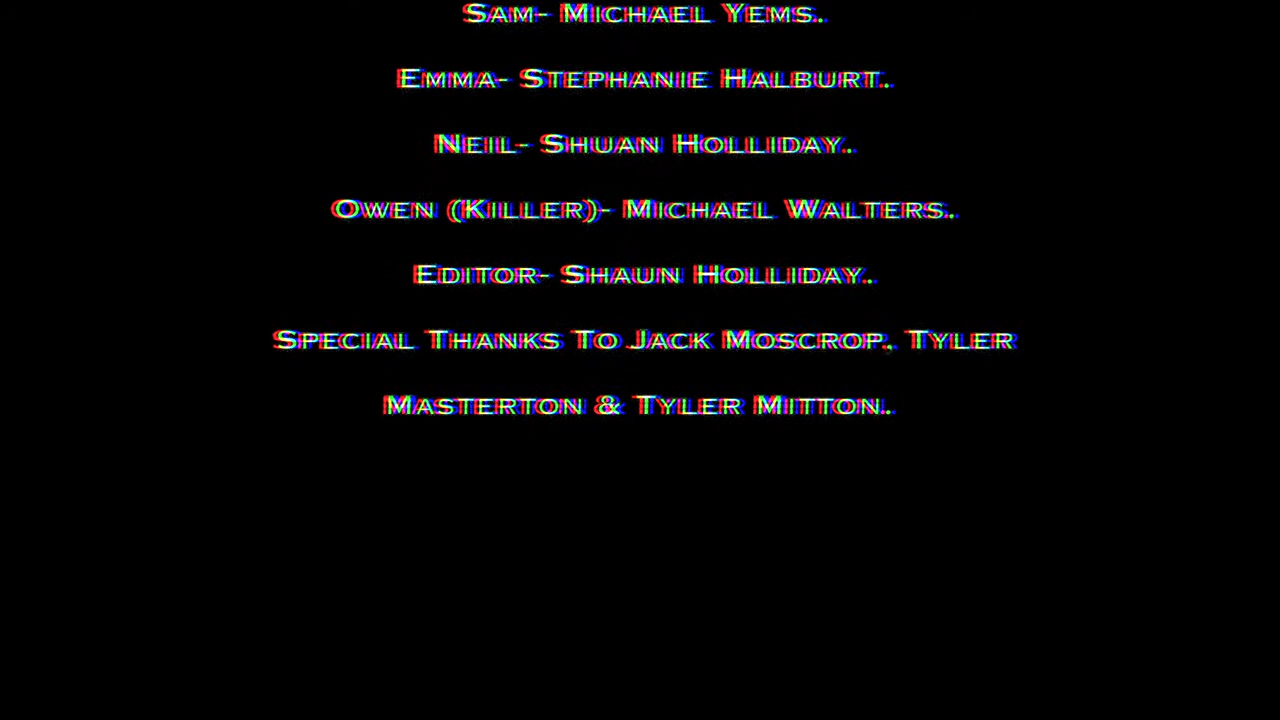 Sam- Michael Yems.
Emma- Stephanie Halburt.
Neil- Shuan Holliday.
Owen (Killer)- Michael Walters.
Editor- Shaun Holliday.
Special Thanks To Jack Moscrop, Tyler
Masterton & Tyler Mitton.